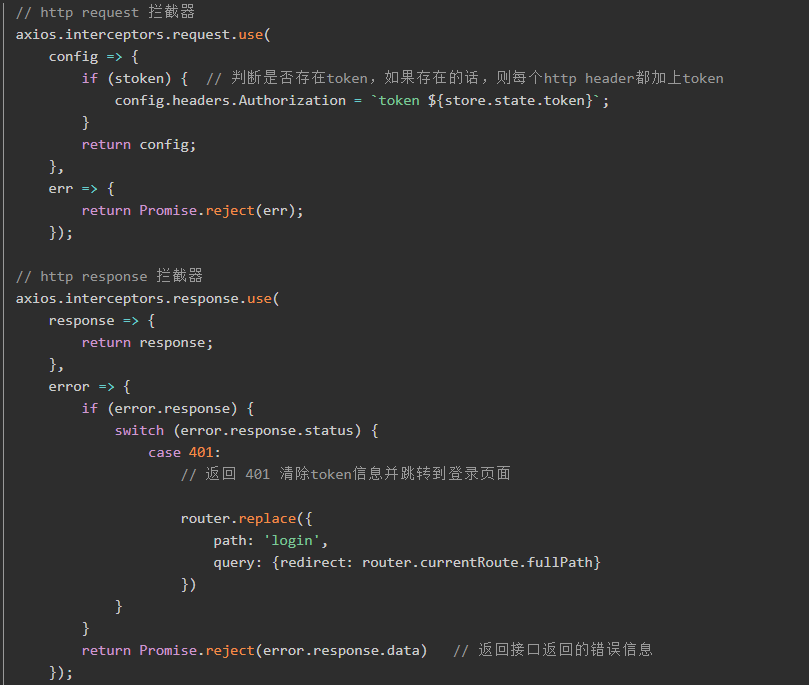 // http request 拦截器
axios.interceptors.request.use(
    config => {
        if (stoken) {  // 判断是否存在token，如果存在的话，则每个http header都加上token
            config.headers.Authorization = `token ${store.state.token}`;
        }
        return config;
    },
    err => {
        return Promise.reject(err);
    });

// http response 拦截器
axios.interceptors.response.use(
    response => {
        return response;
    },
    error => {
        if (error.response) {
            switch (error.response.status) {
                case 401:
                    // 返回 401 清除token信息并跳转到登录页面

                    router.replace({
                        path: 'login',
                        query: {redirect: router.currentRoute.fullPath}
                    })
            }
        }
        return Promise.reject(error.response.data)   // 返回接口返回的错误信息
    });